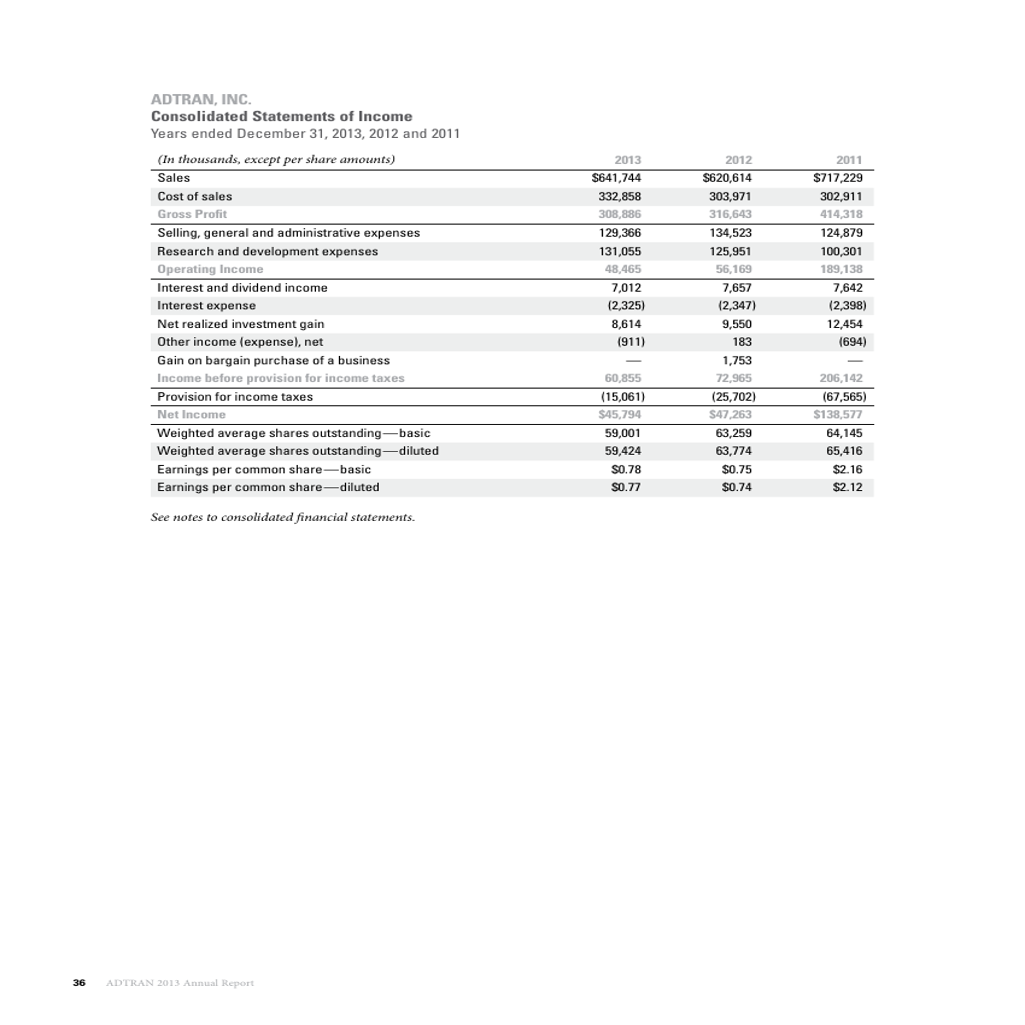 ADTRAN, INC.
Consolidated Statements of Income
Years ended December 31, 2013, 2012 and 2011
(In thousands, except per share amounts) 2013 2012 2011
Sales $641,744 $620,614 $717,229
Cost of sales 332,858 303,971 302,911
Gross Profit 308,886 316,643 414,318
Selling, general and administrative expenses 129,366 134,523 124,879
Research and development expenses 131,055 125,951 100,301
Operating Income 48,465 56,169 189,138
Interest and dividend income 7,012 7,657 7,642
Interest expense (2,325) (2,347) (2,398)
Net realized investment gain 8,614 9,550 12,454
Other income (expense), net (911) 183 (694)
Gain on bargain purchase of a business — 1,753 —
Income before provision for income taxes 60,855 72,965 206,142
Provision for income taxes (15,061) (25,702) (67,565)
Net Income $45,794 $47,263 $138,577
Weighted average shares outstanding—basic 59,001 63,259 64,145
Weighted average shares outstanding—diluted 59,424 63,774 65,416
Earnings per common share—basic $0.78 $0.75 $2.16
Earnings per common share—diluted $0.77 $0.74 $2.12
See notes to consolidated financial statements.
36 ADTRAN 2013 Annual Report